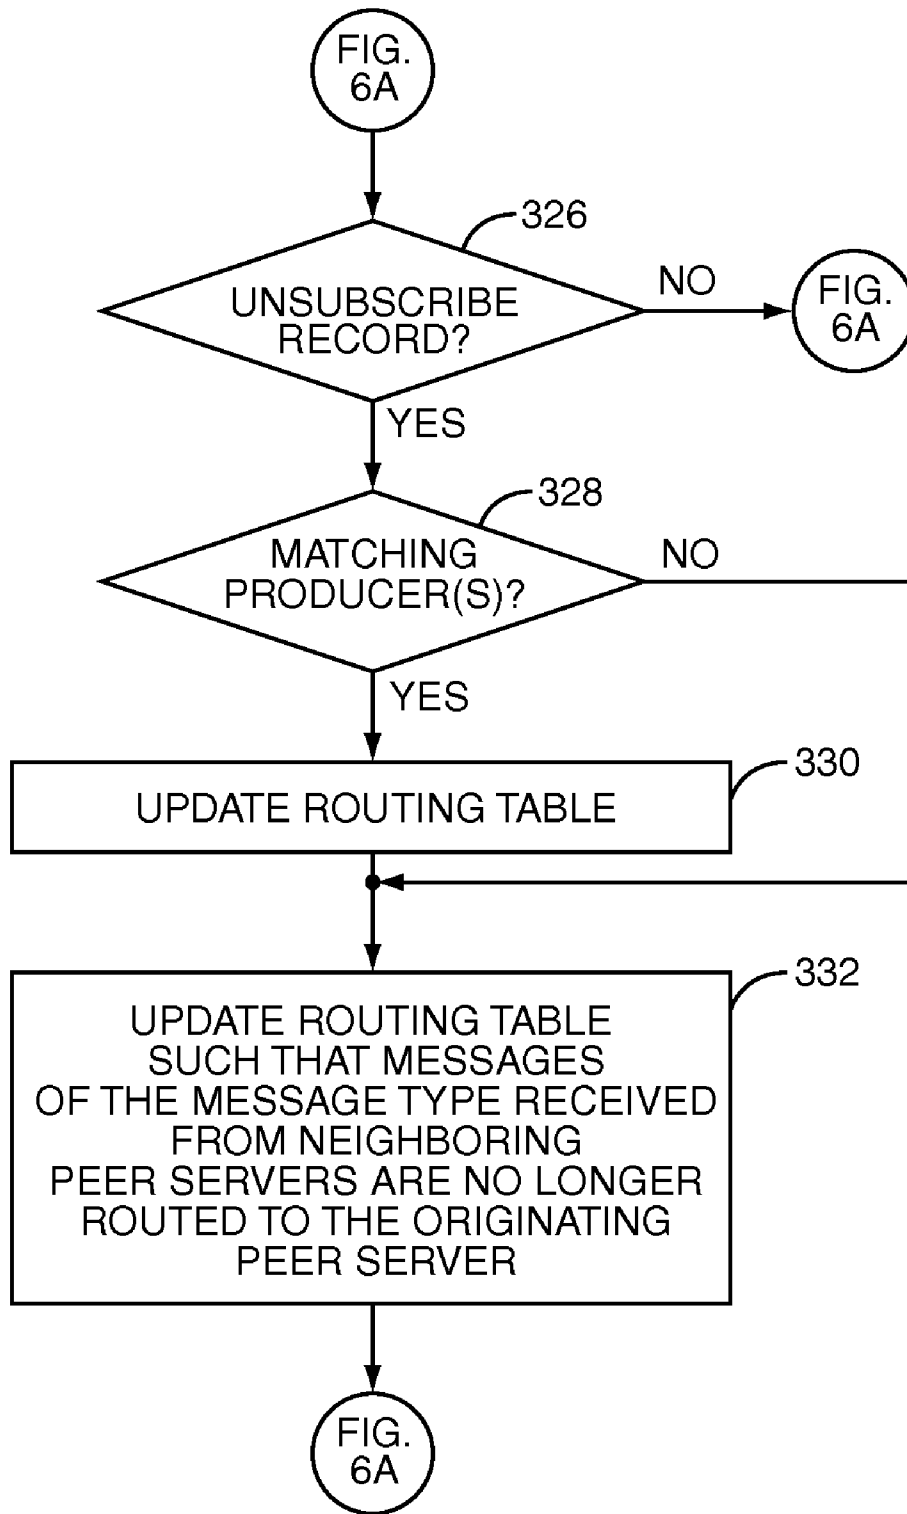 FIG.
6A
326
UNSUBSCRIBE
RECORD?
NO
FIG.
6A
YES
328
MATCHING
PRODUCER(S)?
NO
YES
330
UPDATE ROUTING TABLE
332
UPDATE ROUTING TABLE
SUCH THAT MESSAGES
OF THE MESSAGE TYPE RECEIVED
FROM NEIGHBORING
PEER SERVERS ARE NO LONGER
ROUTED TO THE ORIGINATING
PEER SERVER
FIG.
6A